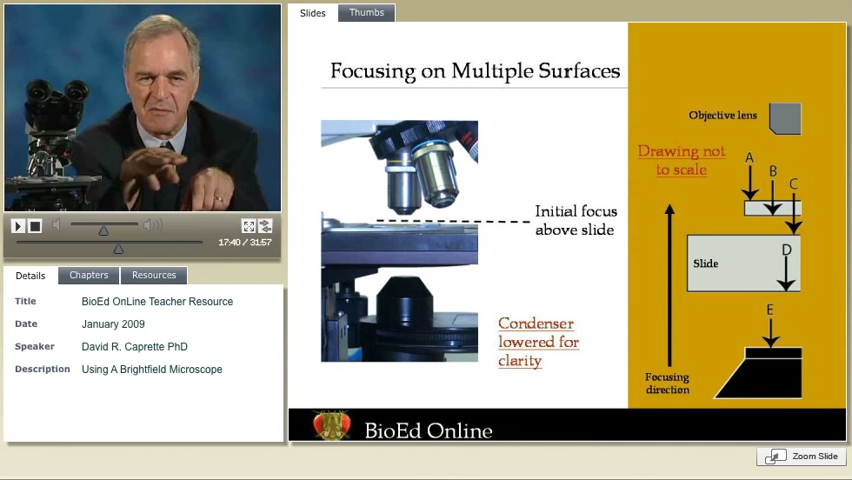 Slides
Thumbs
Focusing on Multiple Surfaces
Objective lens
Drawing not
to scale
A
B
C
Initial focus
above slide
Slide
D
E
Condenser
lowered for
clarity
Focusing
direction
BioEd Online
17:40 / 31:57
Details
Chapters
Resources
Title BioEd OnLine Teacher Resource
Date January 2009
Speaker David R. Caprette PhD
Description Using A Brightfield Microscope
Zoom Slide